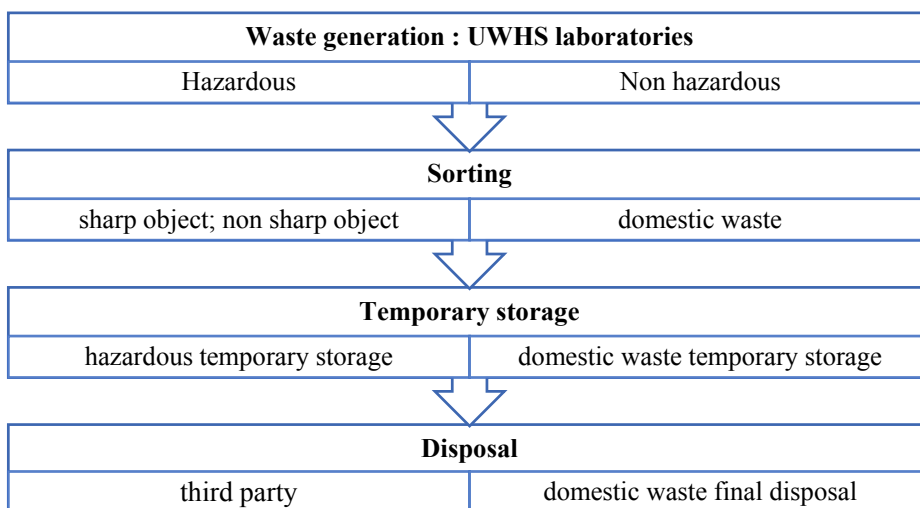 Waste generation : UWHS laboratories
Hazardous
Non hazardous
Sorting
sharp object; non sharp object
domestic waste
Temporary storage
hazardous temporary storage
domestic waste temporary storage
Disposal
third party
domestic waste final disposal